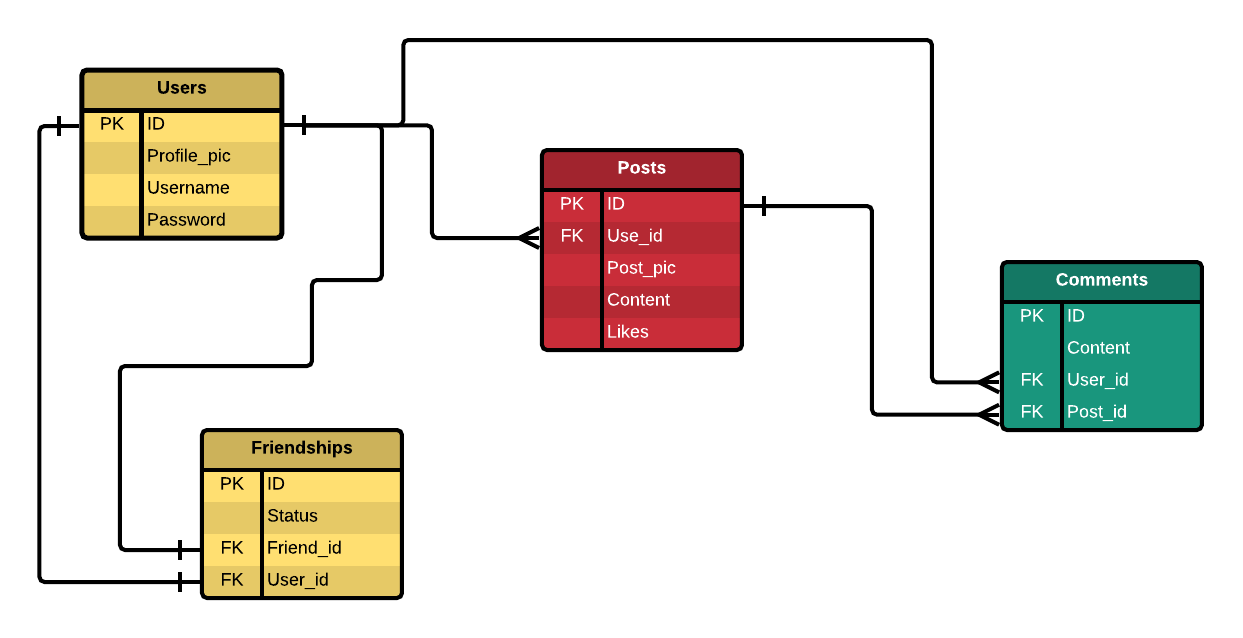 Users
PK ID
Profile_pic
Username
Password
Posts
PK ID
FK Use_id
Post_pic
Content
Likes
Comments
PK ID
Content
FK User_id
FK Post_id
Friendships
PK ID
Status
FK Friend_id
FK User_id